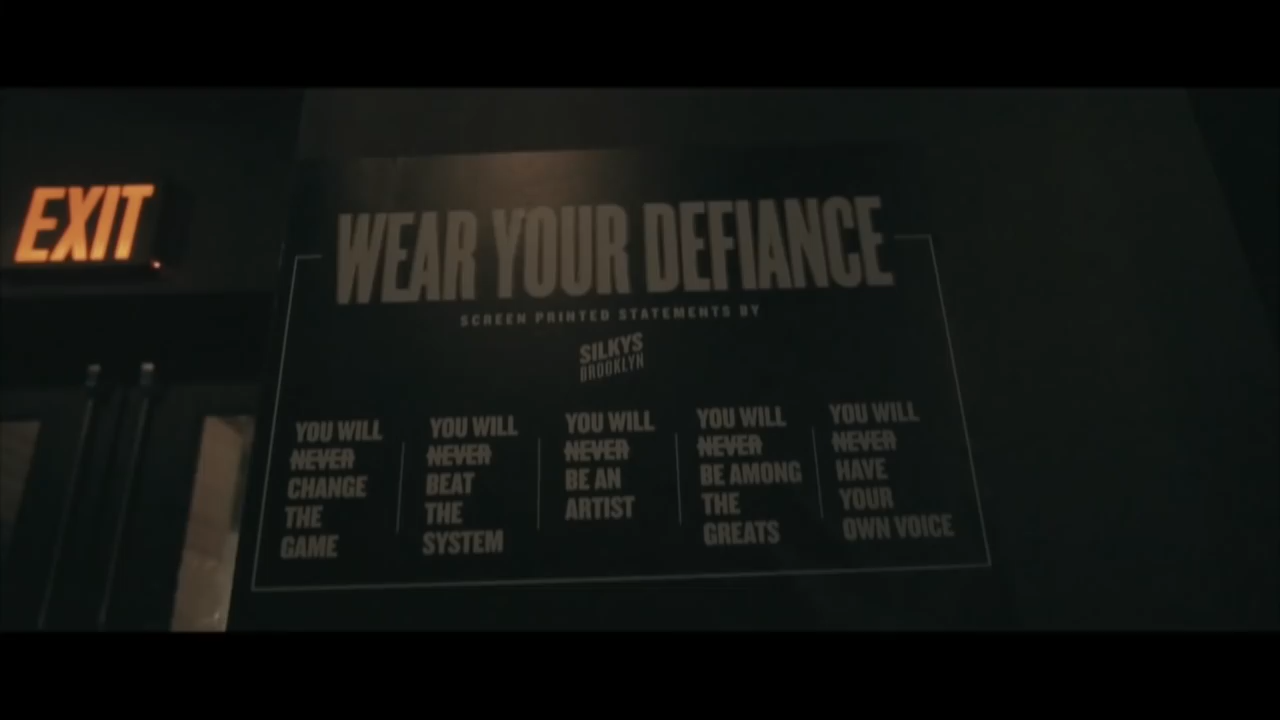 EXIT
WEAR YOUR DEFIANCE
SCREEN PRINTED STATEMENTS BY
SILKYS
BROOKLYN
YOU WILL
NEVER
CHANGE
THE
GAME
YOU WILL
NEVER
BEAT
THE
SYSTEM
YOU WILL
NEVER
BE AN
ARTIST
YOU WILL
NEVER
BE AMONG
THE
GREATS
YOU WILL
NEVER
HAVE
YOUR
OWN VOICE